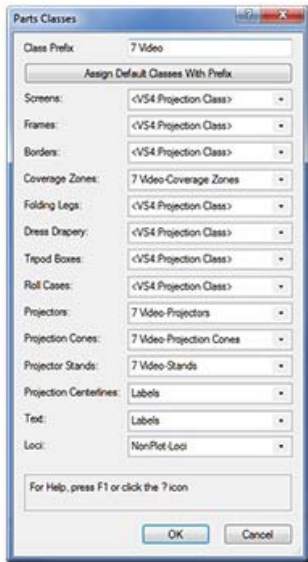 Parts Classes
Class Prefix 7 Video
Assign Default Classes With Prefix
Screens: <VS4 Projection Class>
Frames: <VS4 Projection Class>
Borders: <VS4 Projection Class>
Coverage Zones: 7 Video-Coverage Zones
Folding Legs: <VS4 Projection Class>
Dress Drapery: <VS4 Projection Class>
Tripod Boxes: <VS4 Projection Class>
Roll Cases: <VS4 Projection Class>
Projectors: 7 Video-Projectors
Projection Cones: 7 Video-Projection Cones
Projector Stands: 7 Video-Stands
Projection Centerlines: Labels
Text: Labels
Loci: NonPlot-Loci
For Help, press F1 or click the ? icon
OK Cancel